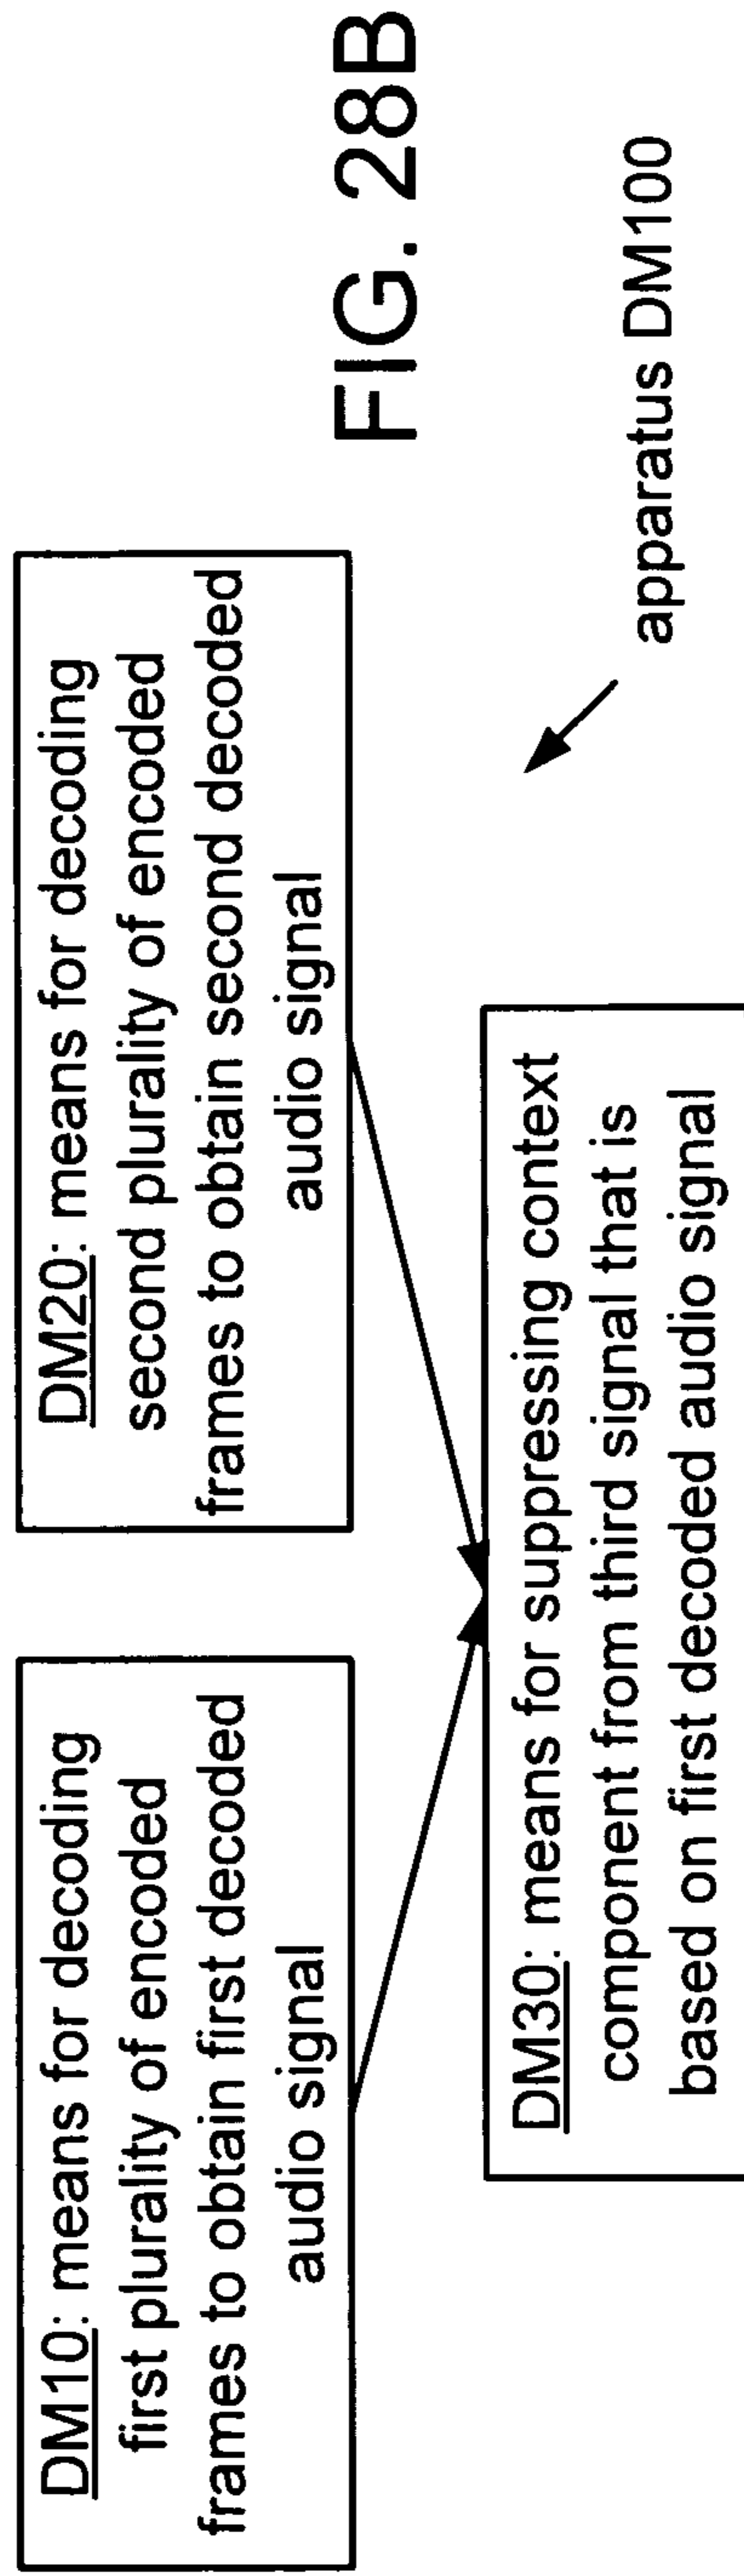 DM10: means for decoding
first plurality of encoded
frames to obtain first decoded
audio signal
DM20: means for decoding
second plurality of encoded
frames to obtain second decoded
audio signal
DM30: means for suppressing context
component from third signal that is
based on first decoded audio signal
FIG. 28B
apparatus DM100